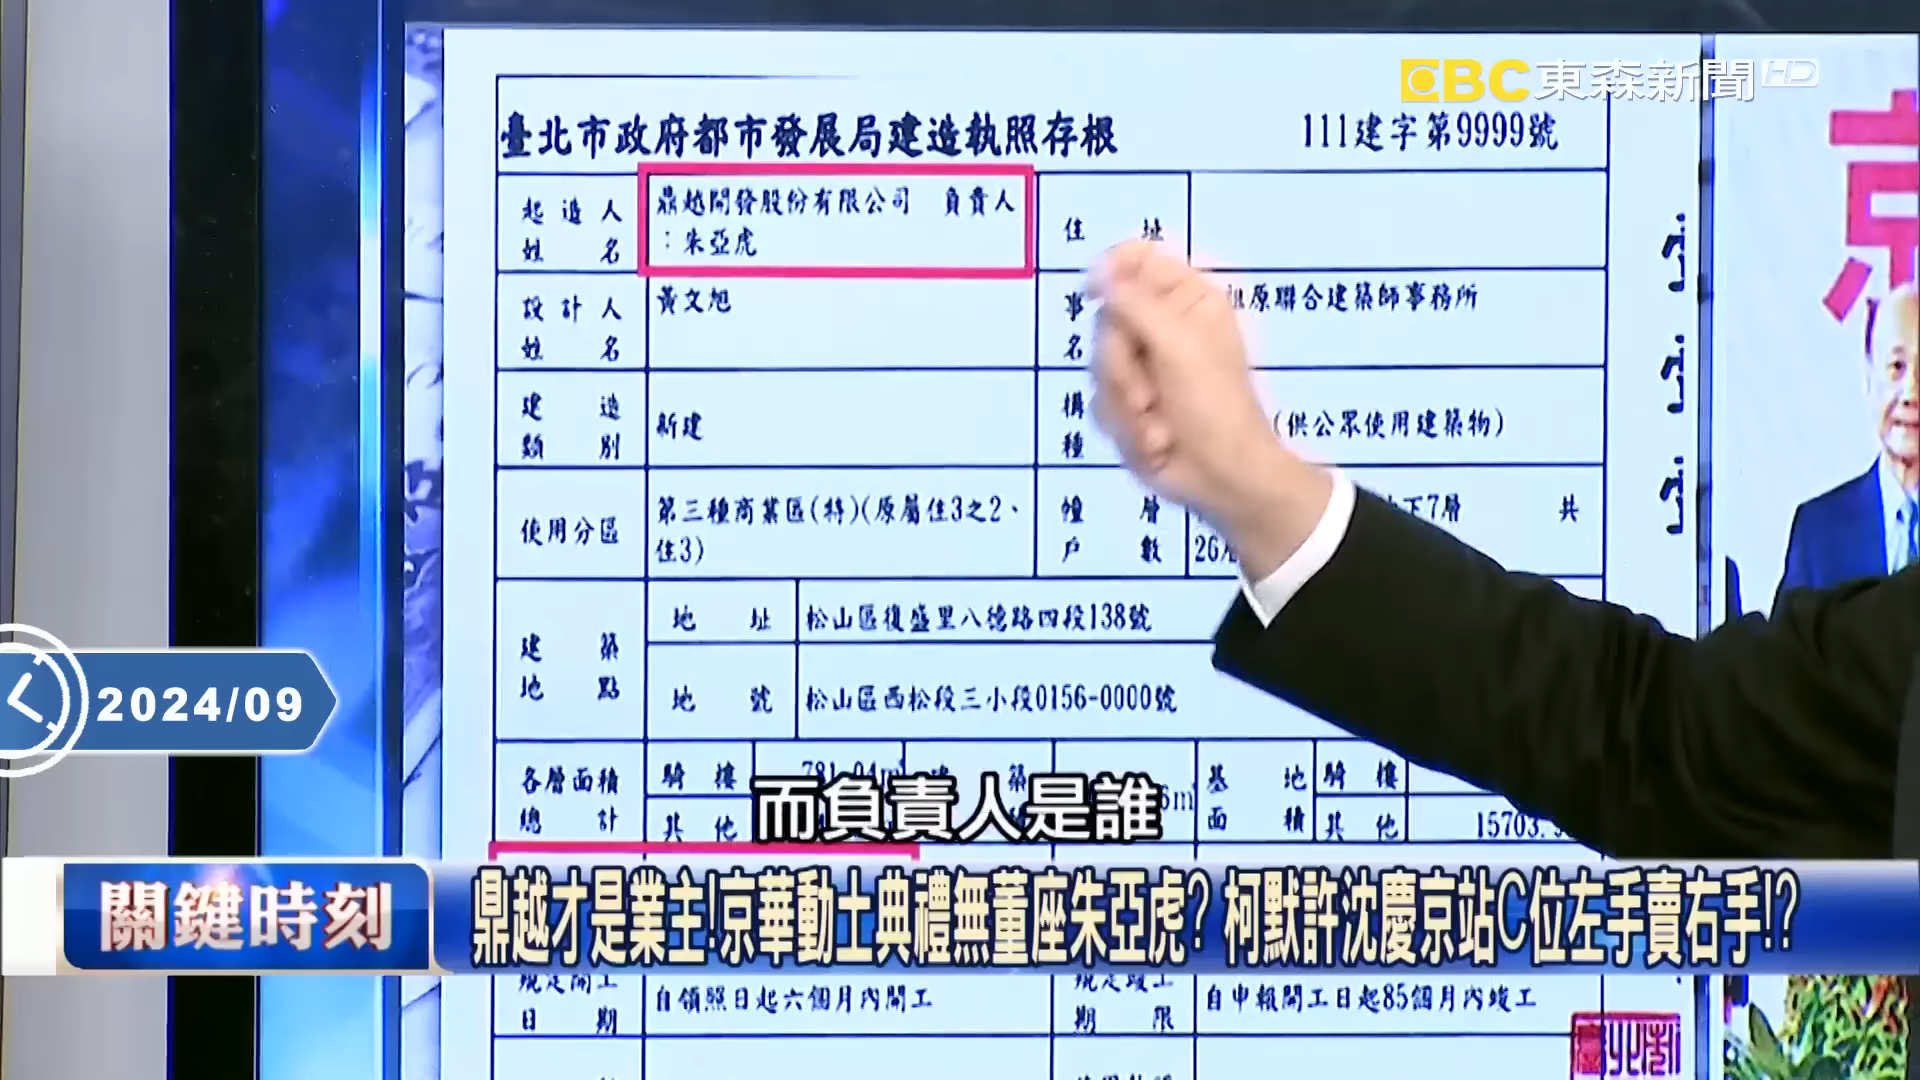 EBC 東森新聞 HD
臺北市政府都市發展局建造執照存根
111建字第9999號
起造人姓名
鼎越開發股份有限公司 負責人
：朱亞虎
住址
設計人姓名
黃文旭
事
名
祖原聯合建築師事務所
建造類別
新建
構
種
(供公眾使用建築物)
使用分區
第三種商業區(特)(原屬住3之2、
住3)
幢層
戶數
下7層 共
26
建築地點
地址
松山區復盛里八德路四段138號
地號
松山區西松段三小段0156-0000號
各層面積
總計
騎樓
781.04㎡
其他
建築
6㎡
基地
面積
騎樓
其他
15703.
而負責人是誰
2024/09
關鍵時刻
鼎越才是業主!京華動土典禮無董座朱亞虎? 柯默許沈慶京站C位左手賣右手!?
規定開工
日期
自領照日起六個月內開工
規定竣工
期限
自申報開工日起85個月內竣工
京